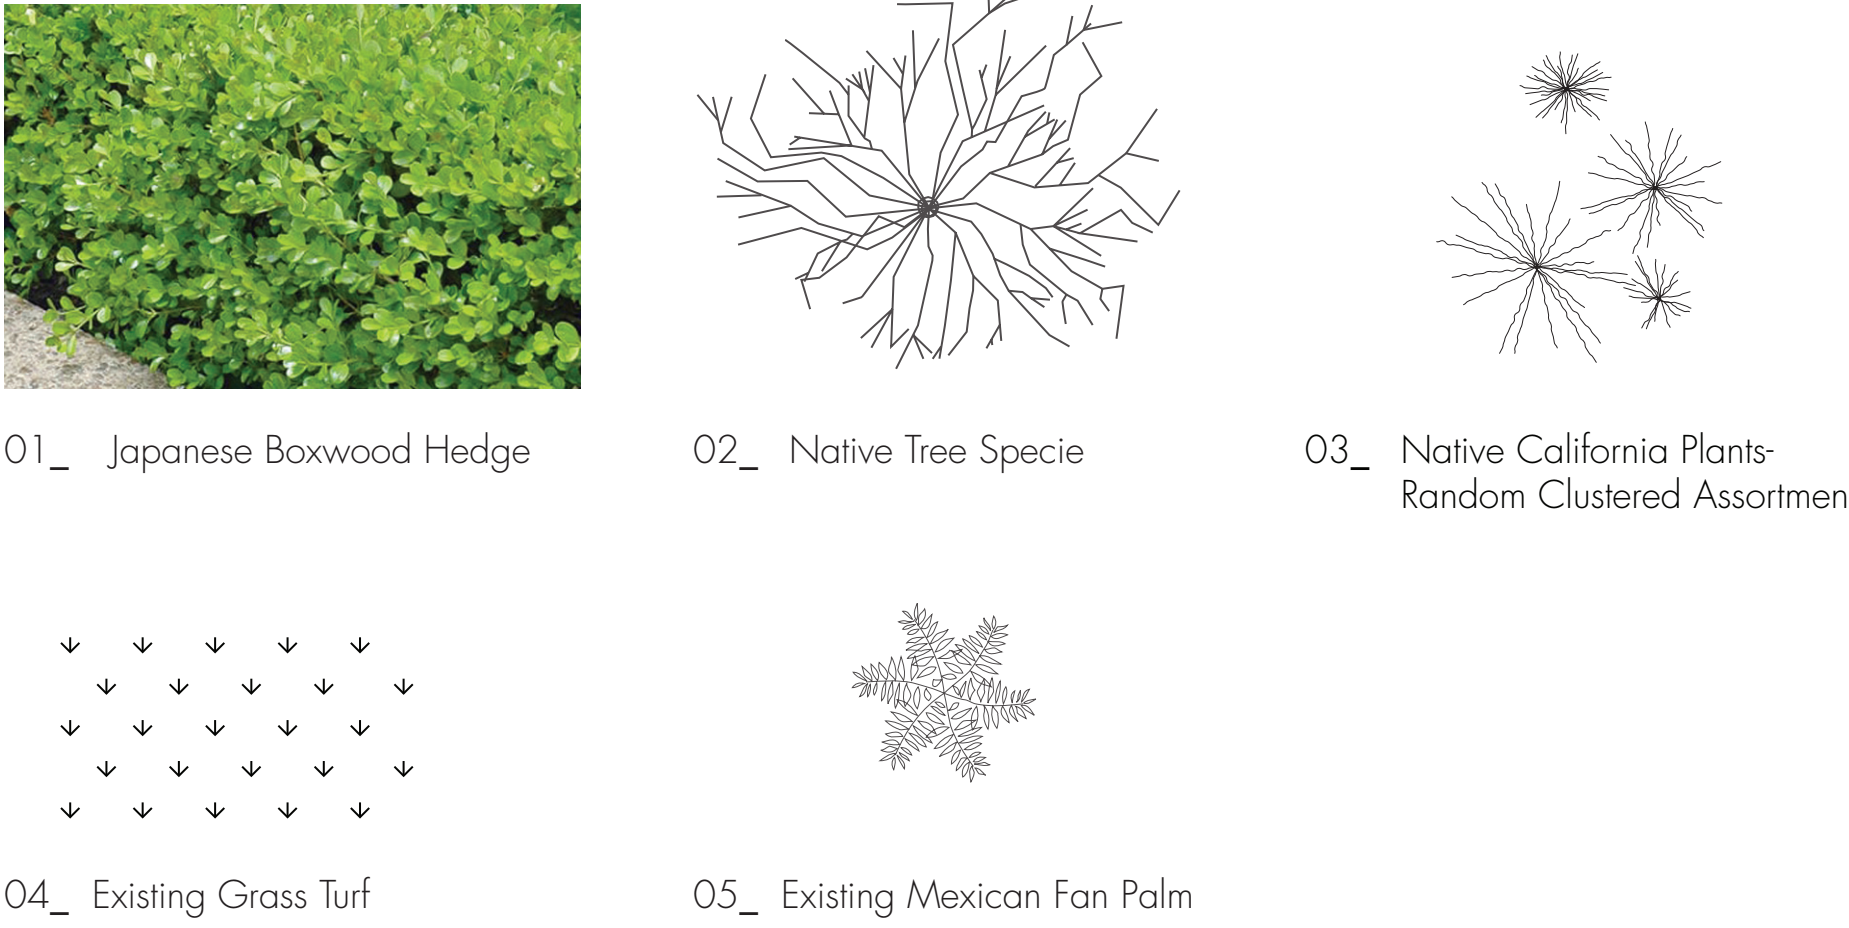 01_ Japanese Boxwood Hedge
02_ Native Tree Specie
03_ Native California Plants-
Random Clustered Assortmen
04_ Existing Grass Turf
05_ Existing Mexican Fan Palm